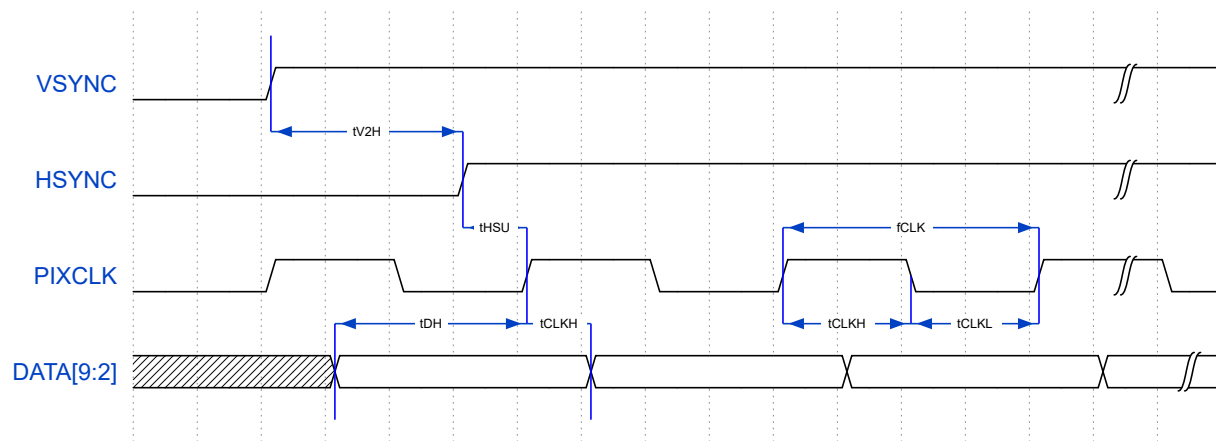 VSYNC
tV2H
HSYNC
tHSU
fCLK
PIXCLK
tDH
tCLKH
tCLKH
tCLKL
DATA[9:2]